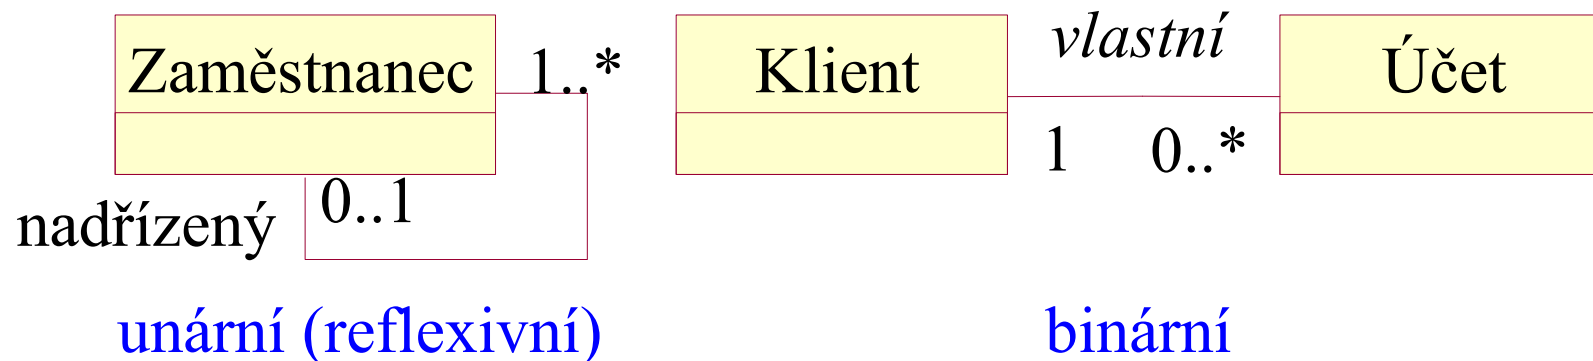 Zaměstnanec
1..*
0..1
nadřízený
unární (reflexivní)
Klient
vlastní
1
0..*
Účet
binární